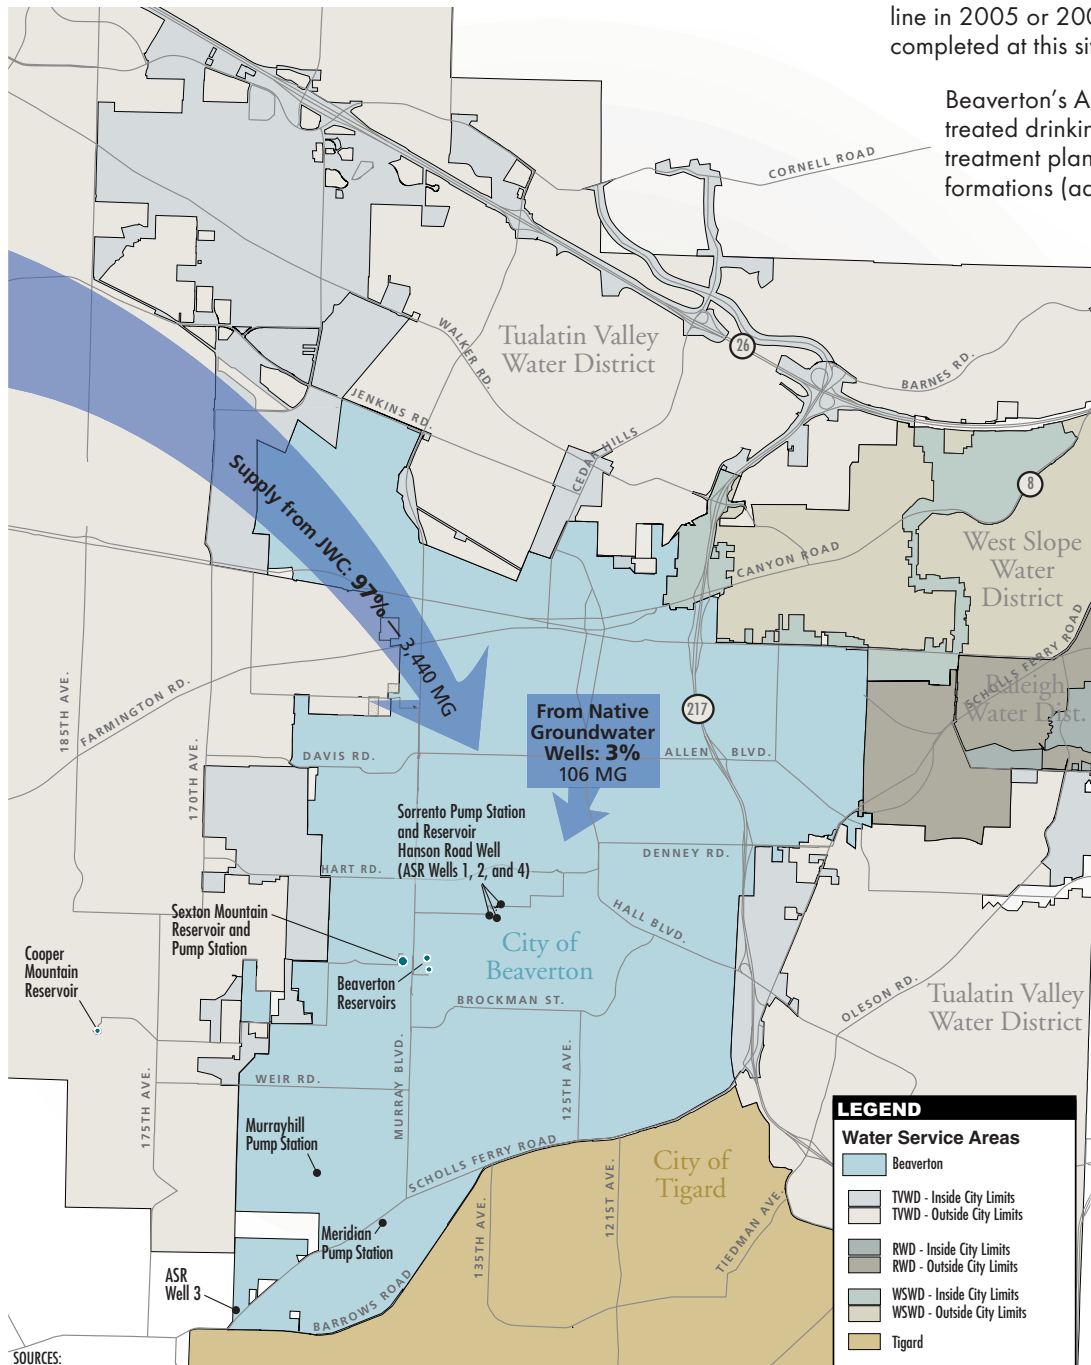 line in 2005 or 200
completed at this si
Beaverton's A
treated drinkin
treatment plan
formations (ac
CORNELL ROAD
Tualatin Valley
Water District
WALKER RD.
26
BARNES RD.
JENKINS RD.
CEDAR HILLS
8
Supply from JWC: 97% — 3,440 MG
CANYON ROAD
West Slope
Water
District
SCHOLLS FERRY ROAD
Raleigh
Water Dist.
185TH AVE.
FARMINGTON RD.
217
From Native
Groundwater
Wells: 3%
106 MG
170TH AVE.
DAVIS RD.
ALLEN BLVD.
Sorrento Pump Station
and Reservoir
Hanson Road Well
(ASR Wells 1, 2, and 4)
DENNEY RD.
HART RD.
HALL BLVD.
Sexton Mountain
Reservoir and
Pump Station
City of
Beaverton
Cooper
Mountain
Reservoir
Beaverton
Reservoirs
BROCKMAN ST.
OLESON RD.
Tualatin Valley
Water District
WEIR RD.
175TH AVE.
MURRAY BLVD.
125TH AVE.
Murrayhill
Pump Station
SCHOLLS FERRY ROAD
City of
Tigard
135TH AVE.
121ST AVE.
TIEDMAN AVE.
Meridian
Pump Station
ASR
Well 3
BARROWS ROAD
SOURCES:
LEGEND
Water Service Areas
Beaverton
TVWD - Inside City Limits
TVWD - Outside City Limits
RWD - Inside City Limits
RWD - Outside City Limits
WSWD - Inside City Limits
WSWD - Outside City Limits
Tigard